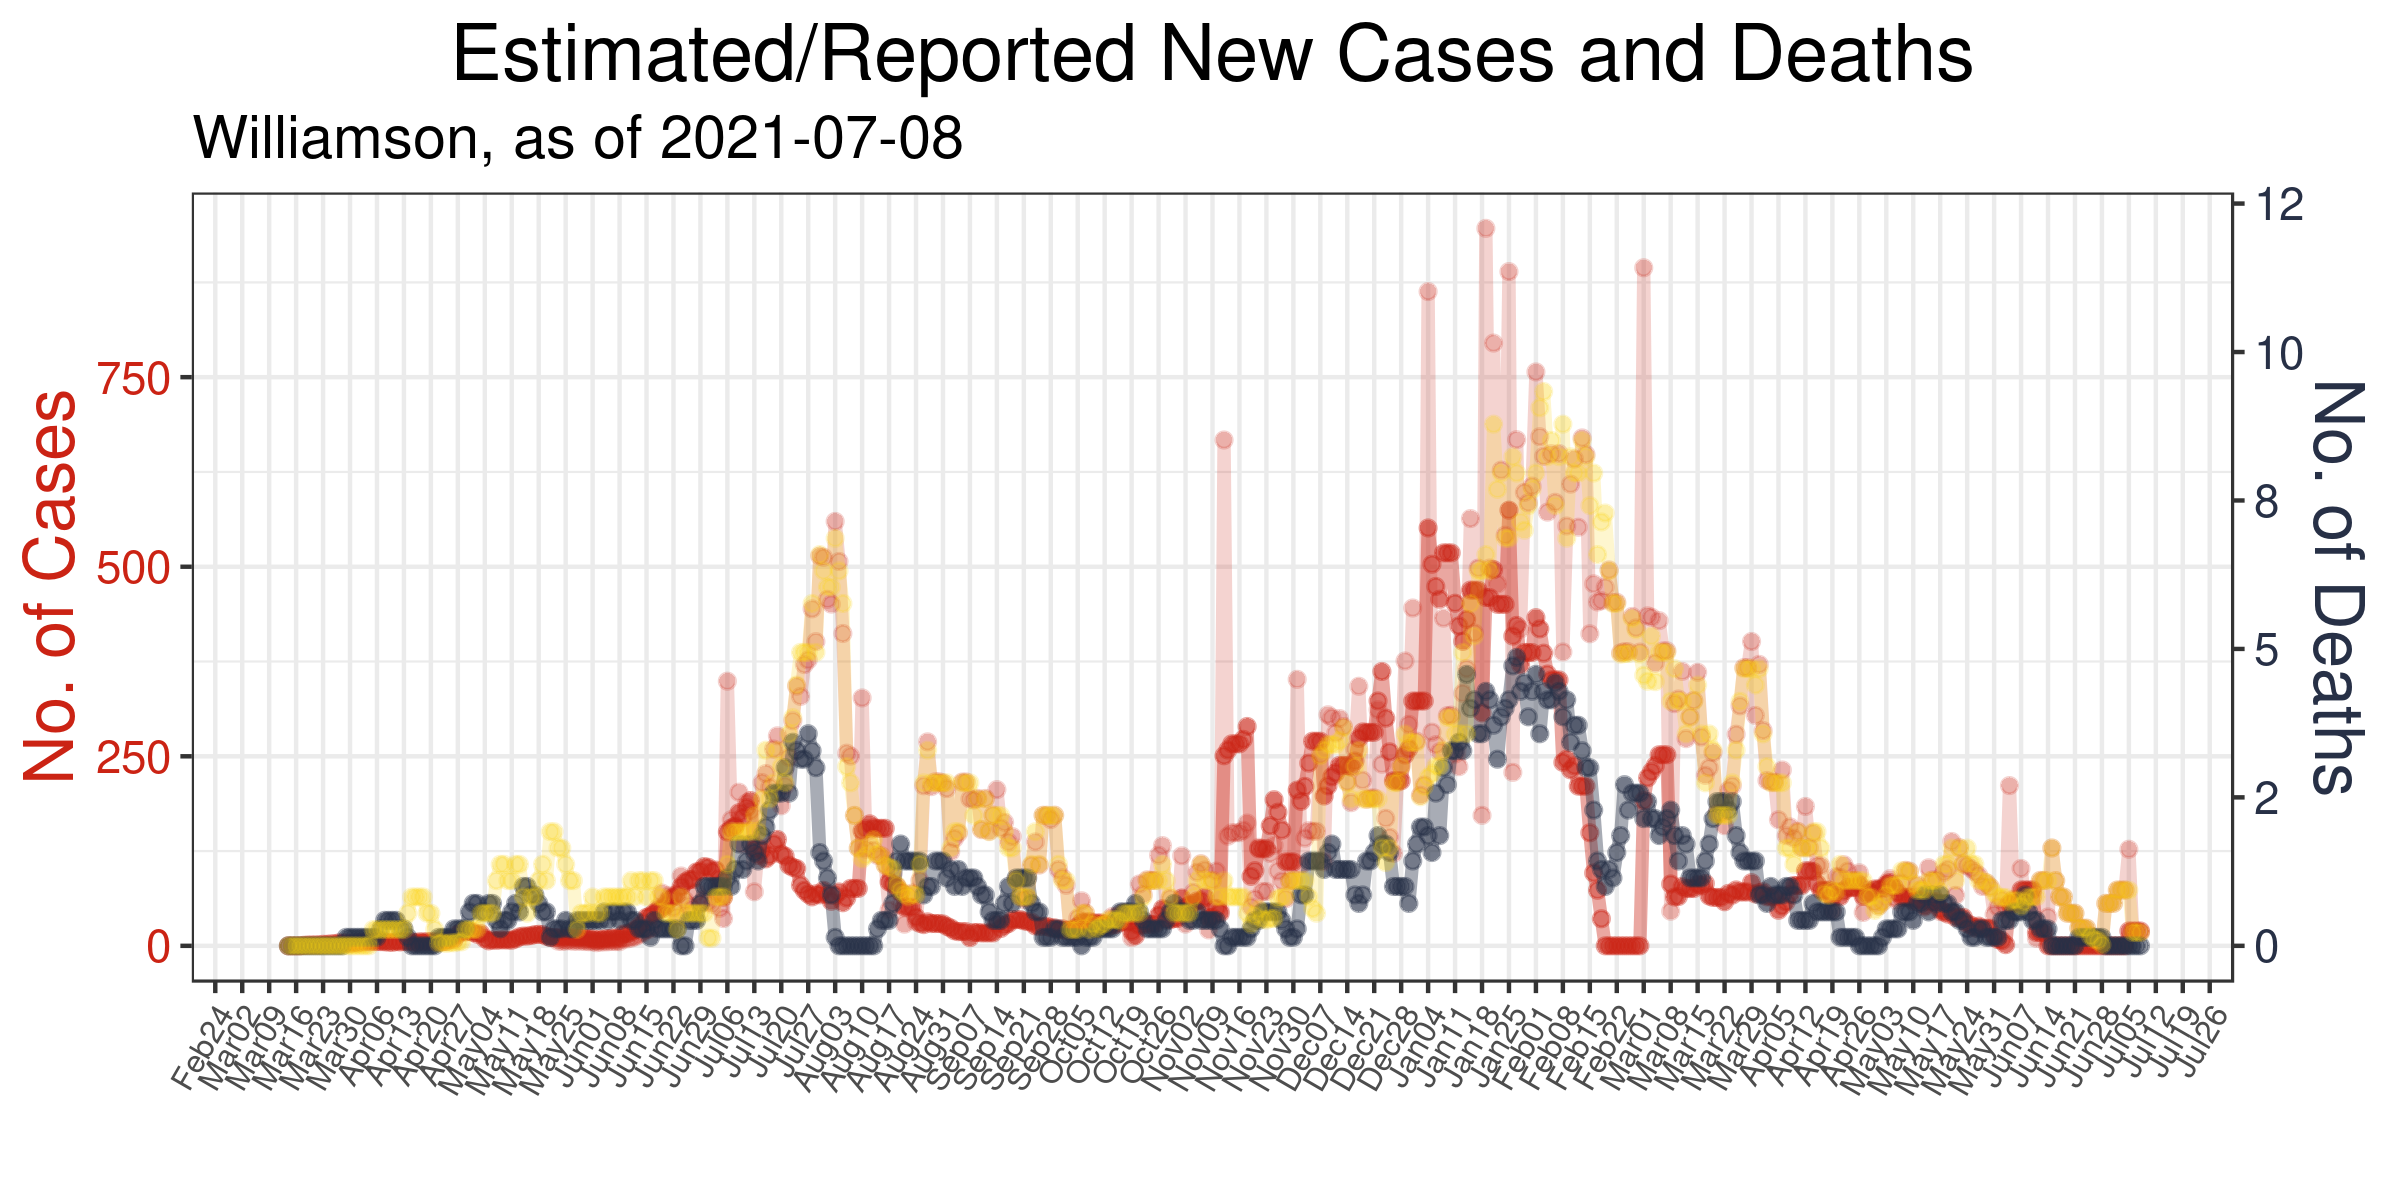 Estimated/Reported New Cases and Deaths
Williamson, as of 2021-07-08
No. of Cases
750
500
250
0
12
10
8
5
2
0
No. of Deaths
Feb24 Mar02 Mar09 Mar16 Mar23 Mar30 Apr06 Apr13 Apr20 Apr27 May04 May11 May18 May25 Jun01 Jun08 Jun15 Jun22 Jun29 Jul06 Jul13 Jul20 Jul27 Aug03 Aug10 Aug17 Aug24 Aug31 Sep07 Sep14 Sep21 Sep28 Oct05 Oct12 Oct19 Oct26 Nov02 Nov09 Nov16 Nov23 Nov30 Dec07 Dec14 Dec21 Dec28 Jan04 Jan11 Jan18 Jan25 Feb01 Feb08 Feb15 Feb22 Mar01 Mar08 Mar15 Mar22 Mar29 Apr05 Apr12 Apr19 Apr26 May03 May10 May17 May24 May31 Jun07 Jun14 Jun21 Jun28 Jul05 Jul12 Jul19 Jul26